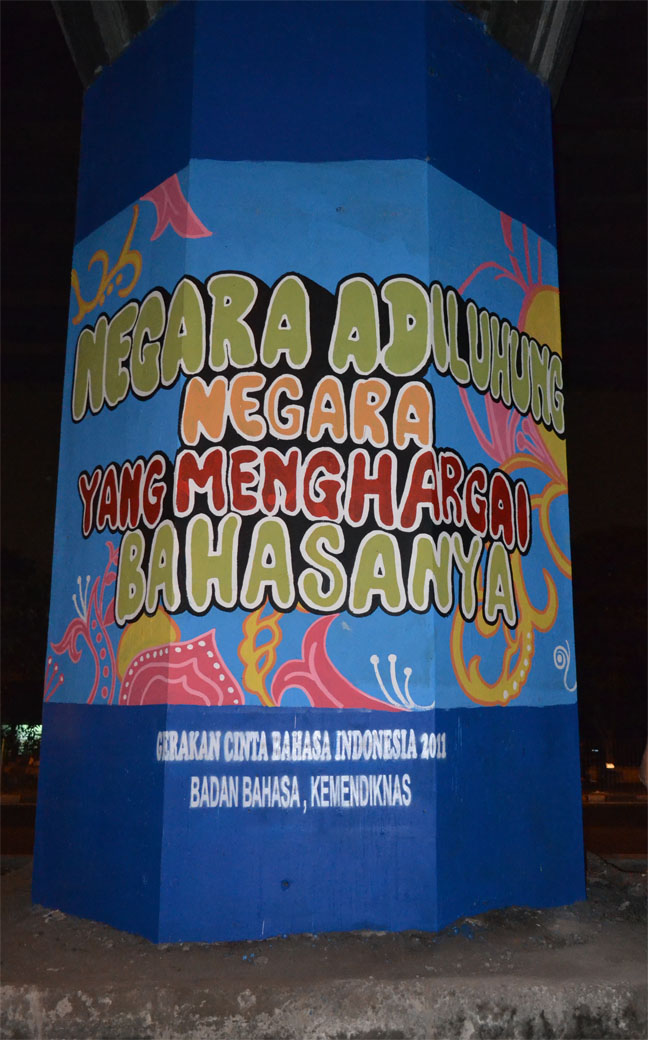 NEGARA ADILUHUNG
NEGARA
YANG MENGHARGAI
BAHASANYA
GERAKAN CINTA BAHASA INDONESIA 2011
BADAN BAHASA, KEMENDIKNAS